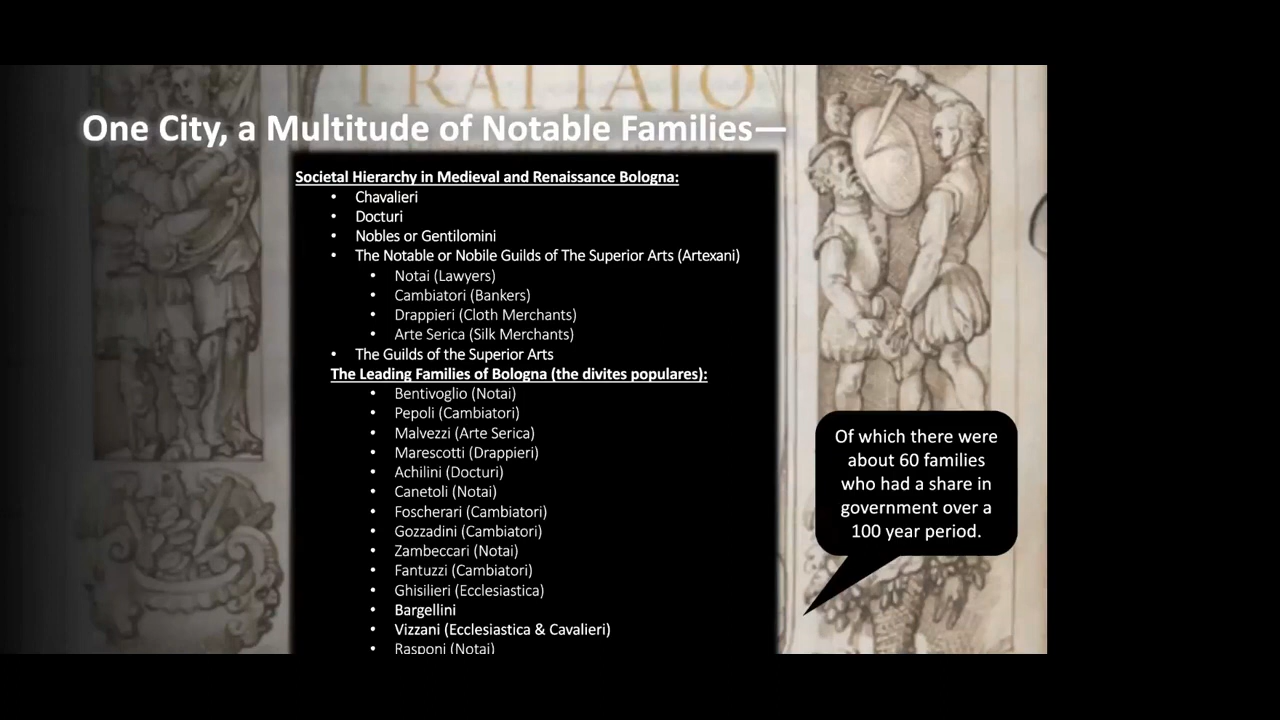 TRATTATO
One City, a Multitude of Notable Families—
Societal Hierarchy in Medieval and Renaissance Bologna:
• Chavalieri
• Docturi
• Nobles or Gentilomini
• The Notable or Nobile Guilds of The Superior Arts (Artexani)
• Notai (Lawyers)
• Cambiatori (Bankers)
• Drappieri (Cloth Merchants)
• Arte Serica (Silk Merchants)
• The Guilds of the Superior Arts
The Leading Families of Bologna (the divites populares):
• Bentivoglio (Notai)
• Pepoli (Cambiatori)
• Malvezzi (Arte Serica)
• Marescotti (Drappieri)
• Achilini (Docturi)
• Canetoli (Notai)
• Foscherari (Cambiatori)
• Gozzadini (Cambiatori)
• Zambeccari (Notai)
• Fantuzzi (Cambiatori)
• Ghisilieri (Ecclesiastica)
• Bargellini
• Vizzani (Ecclesiastica & Cavalieri)
• Rasponi (Notai)
Of which there were
about 60 families
who had a share in
government over a
100 year period.